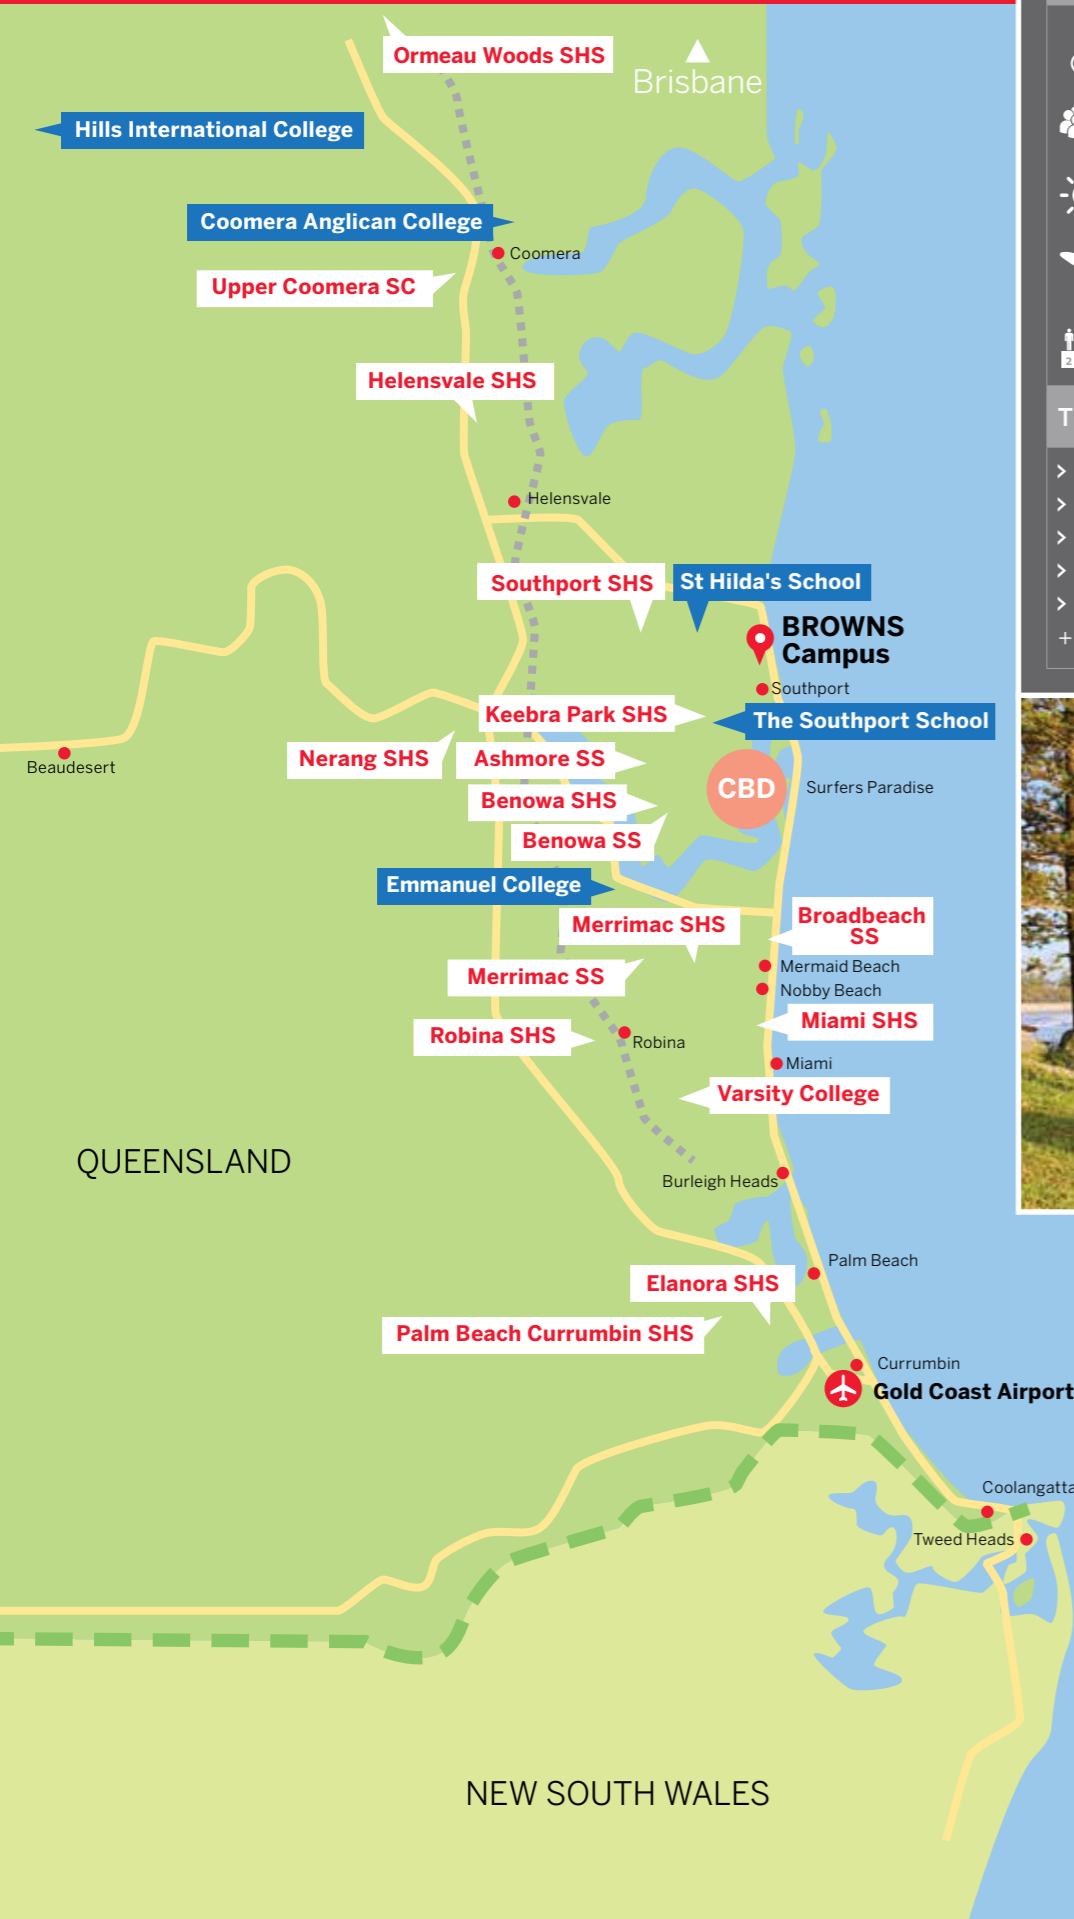 Ormeau Woods SHS
Brisbane
Hills International College
Coomera Anglican College
Coomera
Upper Coomera SC
Helensvale SHS
Helensvale
Southport SHS
St Hilda's School
BROWNS
Campus
Southport
Keebra Park SHS
The Southport School
Nerang SHS
Ashmore SS
Beaudesert
CBD
Surfers Paradise
Benowa SHS
Benowa SS
Emmanuel College
Merrimac SHS
Broadbeach
SS
Mermaid Beach
Merrimac SS
Nobby Beach
Miami SHS
Robina SHS
Robina
Miami
Varsity College
QUEENSLAND
Burleigh Heads
Palm Beach
Elanora SHS
Palm Beach Currumbin SHS
Currumbin
Gold Coast Airport
Coolangatta
Tweed Heads
NEW SOUTH WALES
2
T
>
>
>
>
>
+